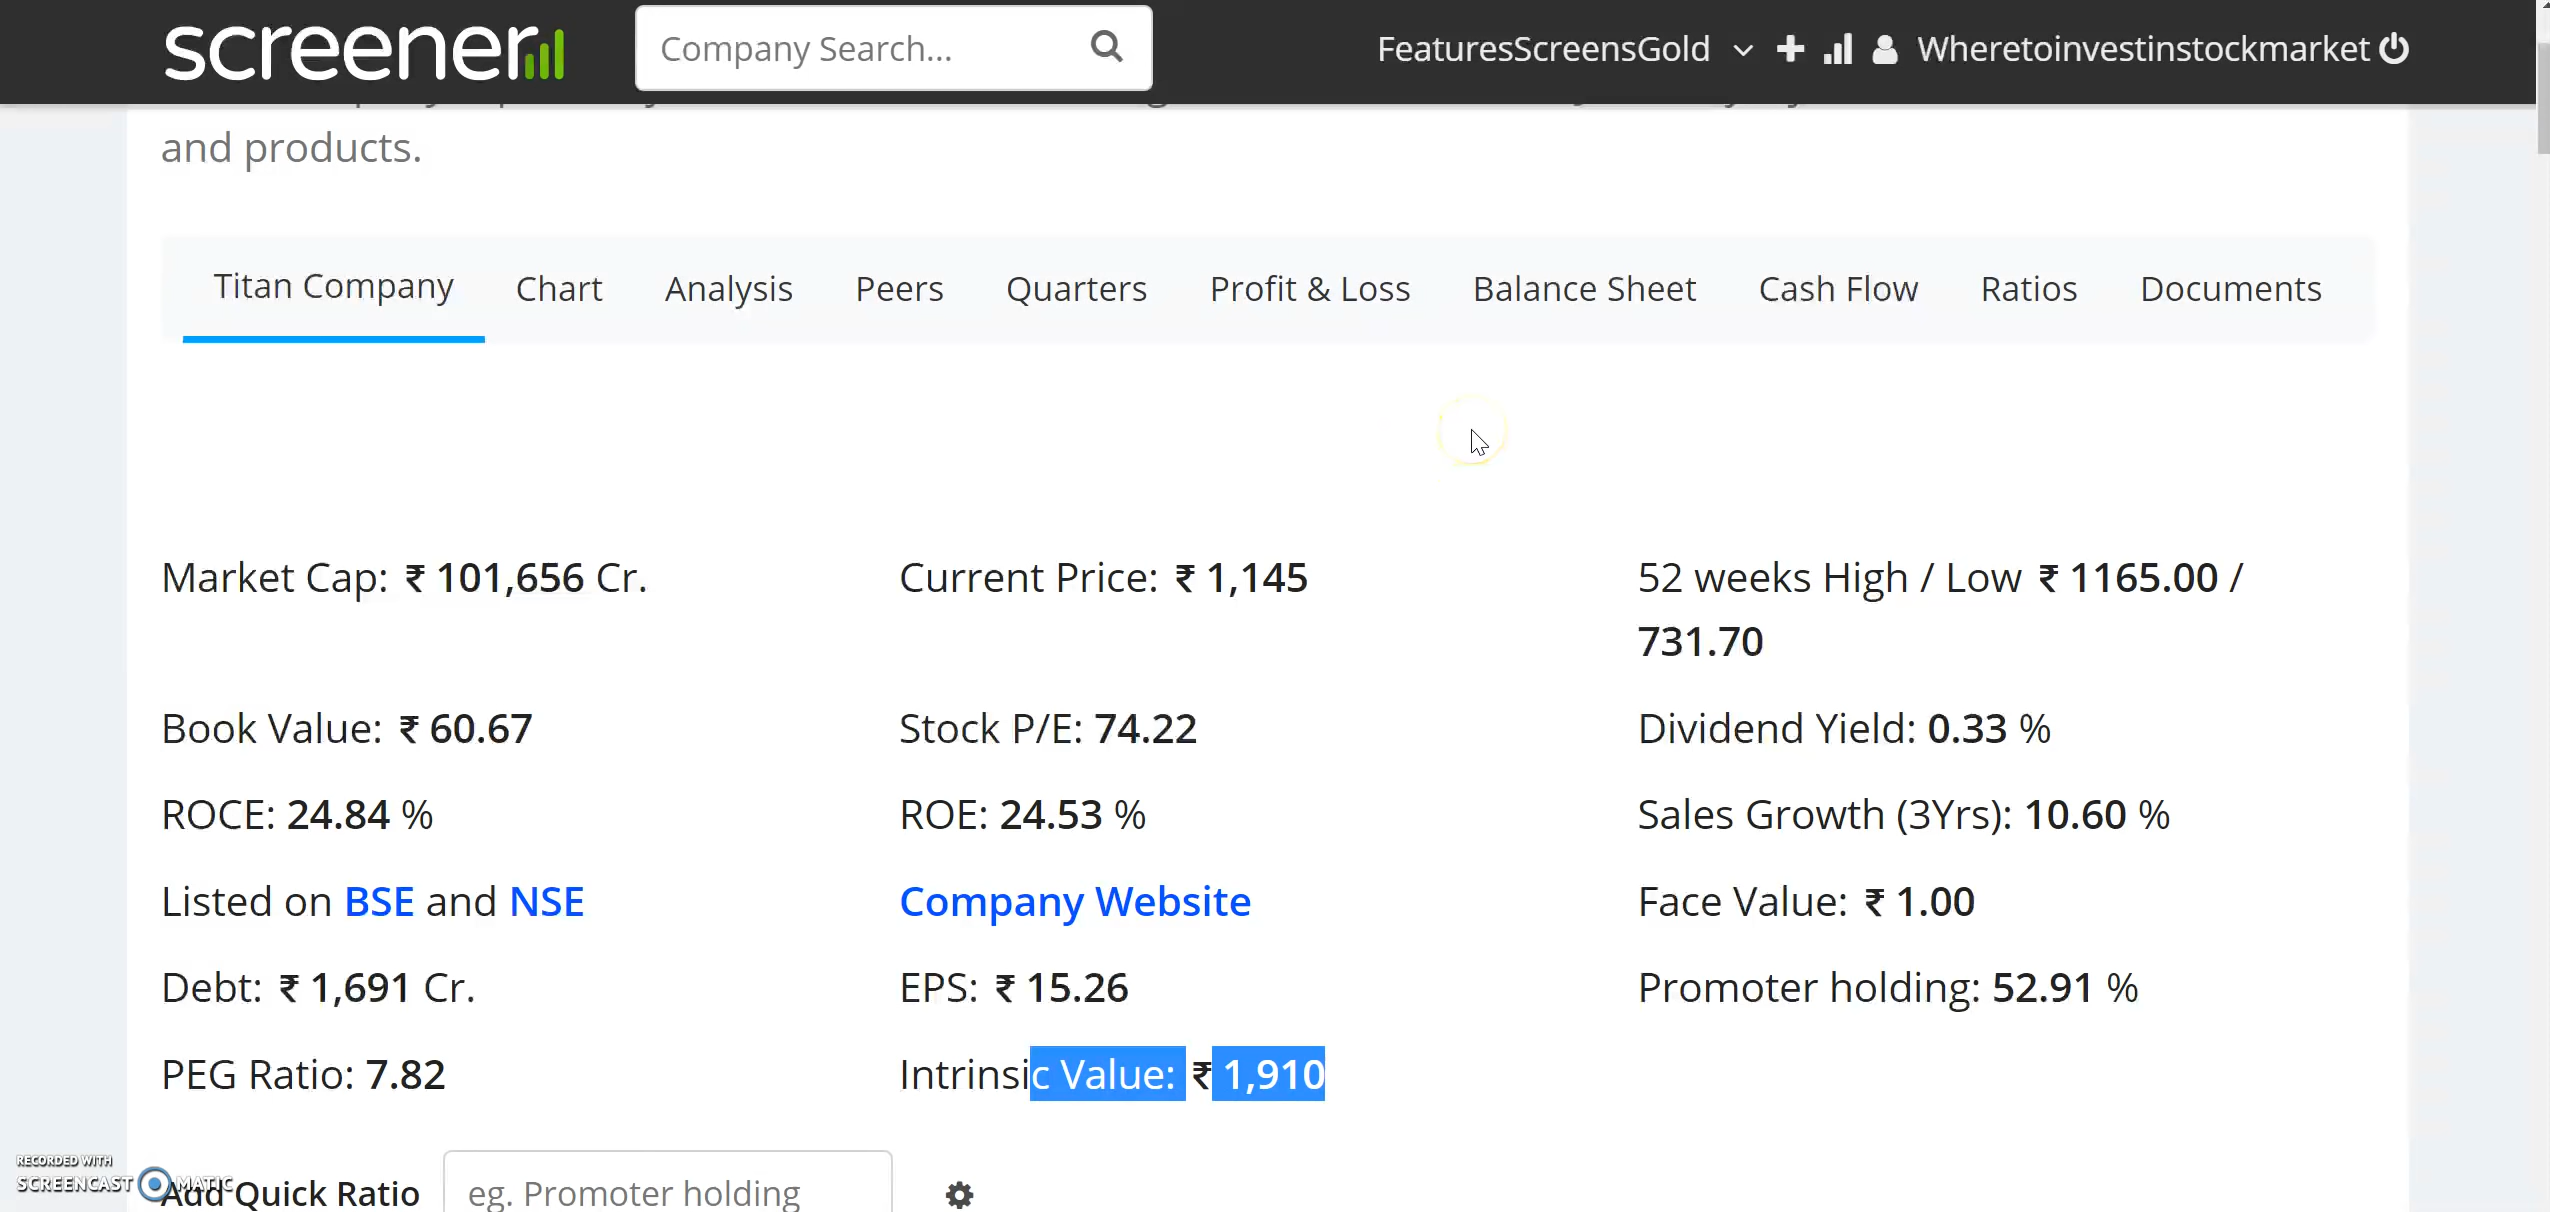 screener
Company Search...
FeaturesScreensGold
Wheretoinvestinstockmarket
and products.
Titan Company Chart Analysis Peers Quarters Profit & Loss Balance Sheet Cash Flow Ratios Documents
Market Cap: ₹ 101,656 Cr.
Current Price: ₹ 1,145
52 weeks High / Low ₹ 1165.00 /
731.70
Book Value: ₹ 60.67
Stock P/E: 74.22
Dividend Yield: 0.33 %
ROCE: 24.84 %
ROE: 24.53 %
Sales Growth (3Yrs): 10.60 %
Listed on BSE and NSE
Company Website
Face Value: ₹ 1.00
Debt: ₹ 1,691 Cr.
EPS: ₹ 15.26
Promoter holding: 52.91 %
PEG Ratio: 7.82
Intrinsic Value: ₹ 1,910
Add Quick Ratio
eg. Promoter holding
RECORDED WITH
SCREENCAST MATIC